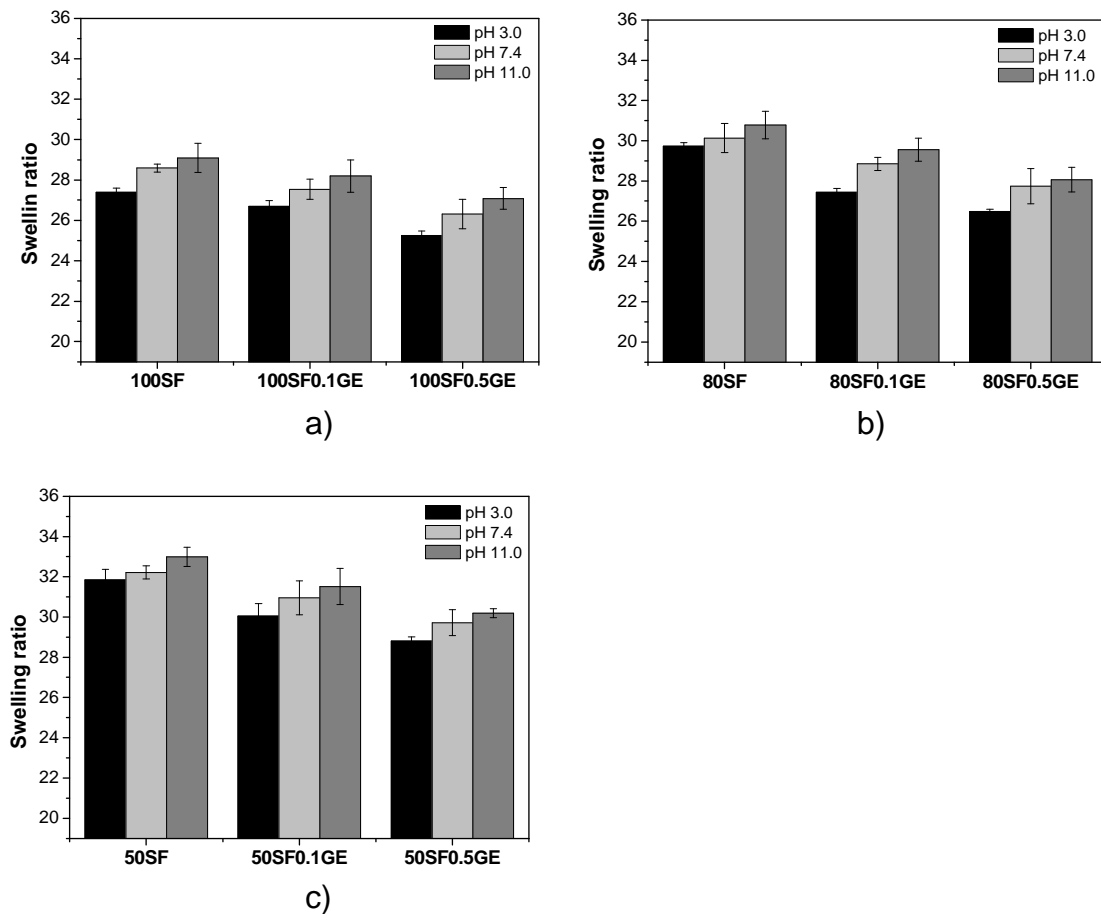 36
34
32
30
28
26
24
22
20
Swellin ratio
pH 3.0
pH 7.4
pH 11.0
100SF
100SF0.1GE
100SF0.5GE
a)
36
34
32
30
28
26
24
22
20
Swelling ratio
pH 3.0
pH 7.4
pH 11.0
80SF
80SF0.1GE
80SF0.5GE
b)
36
34
32
30
28
26
24
22
20
Swelling ratio
pH 3.0
pH 7.4
pH 11.0
50SF
50SF0.1GE
50SF0.5GE
c)